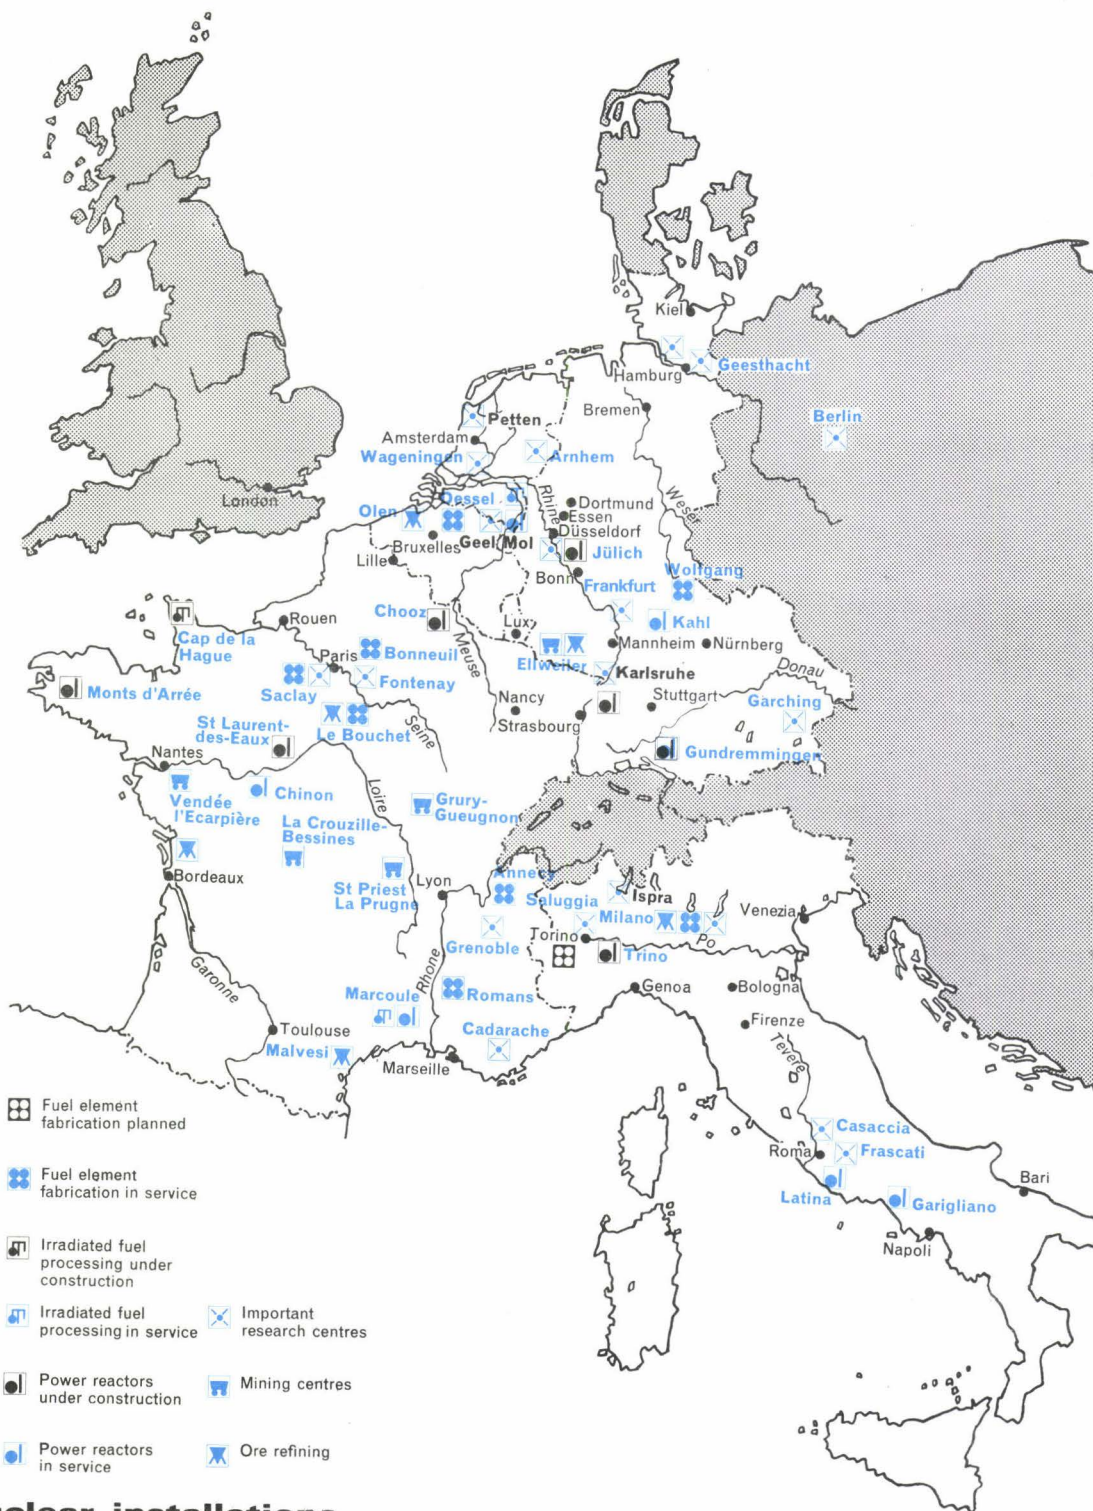 Kiel
Geesthacht
Hamburg
Bremen
Berlin
Petten
Amsterdam
Wageningen
Arnhem
London
Dessel
Rhine
Dortmund
Weser
Olen
Essen
Düsseldorf
Geel Mol
Bruxelles
Jülich
Lille
Bonn
Frankfurt
Wolfgang
Chooz
Rouen
Lux
Kahl
Cap de la
Hague
Meuse
Mannheim
Nürnberg
Paris
Bonneuil
Ellweiler
Karlsruhe
Donau
Monts d'Arrée
Saclay
Fontenay
Nancy
Stuttgart
Garching
St Laurent-
des-Eaux
Le Bouchet
Seine
Strasbourg
Nantes
Gundremmingen
Vendée
l'Ecarpière
Chinon
Loire
Grury-
Gueugnon
La Crouzille-
Bessines
Bordeaux
St Priest
La Prugne
Lyon
Annecy
Saluggia
Ispra
Milano
Venezia
Grenoble
Torino
Po
Trino
Garonne
Rhone
Marcoule
Romans
Genoa
Bologna
Toulouse
Cadarache
Firenze
Malvesi
Marseille
Tevere
Fuel element
fabrication planned
Casaccia
Roma
Frascati
Fuel element
fabrication in service
Latina
Garigliano
Bari
Napoli
Irradiated fuel
processing under
construction
Irradiated fuel
processing in service
Important
research centres
Power reactors
under construction
Mining centres
Power reactors
in service
Ore refining
installations